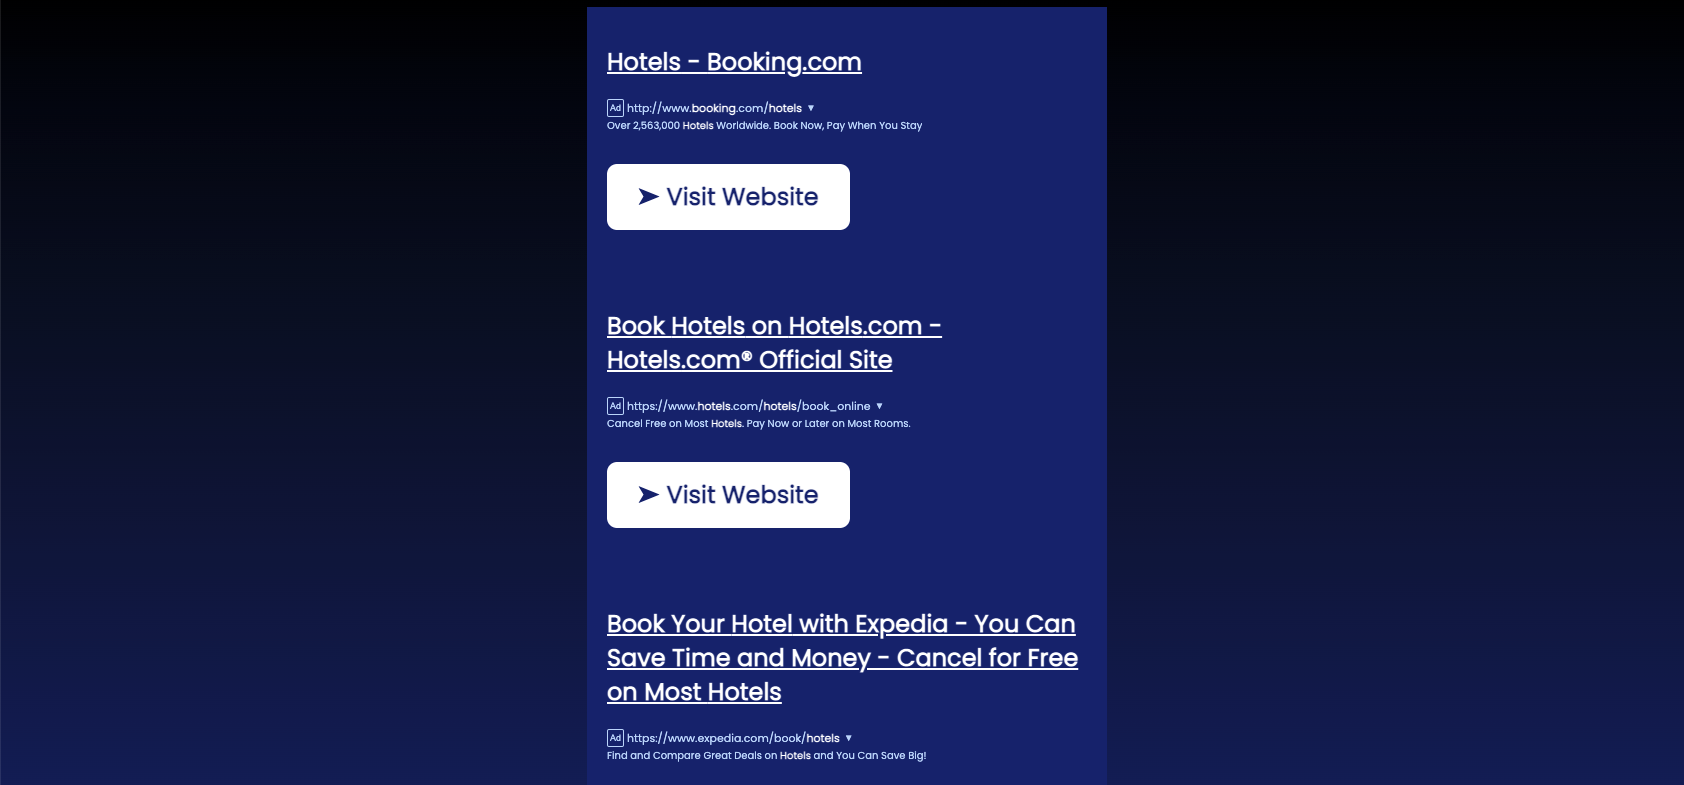 Hotels - Booking.com
Ad http://www.booking.com/hotels ▼
Over 2,563,000 Hotels Worldwide. Book Now, Pay When You Stay
➤ Visit Website
Book Hotels on Hotels.com -
Hotels.com® Official Site
Ad https://www.hotels.com/hotels/book_online ▼
Cancel Free on Most Hotels. Pay Now or Later on Most Rooms.
➤ Visit Website
Book Your Hotel with Expedia - You Can
Save Time and Money - Cancel for Free
on Most Hotels
Ad https://www.expedia.com/book/hotels ▼
Find and Compare Great Deals on Hotels and You Can Save Big!